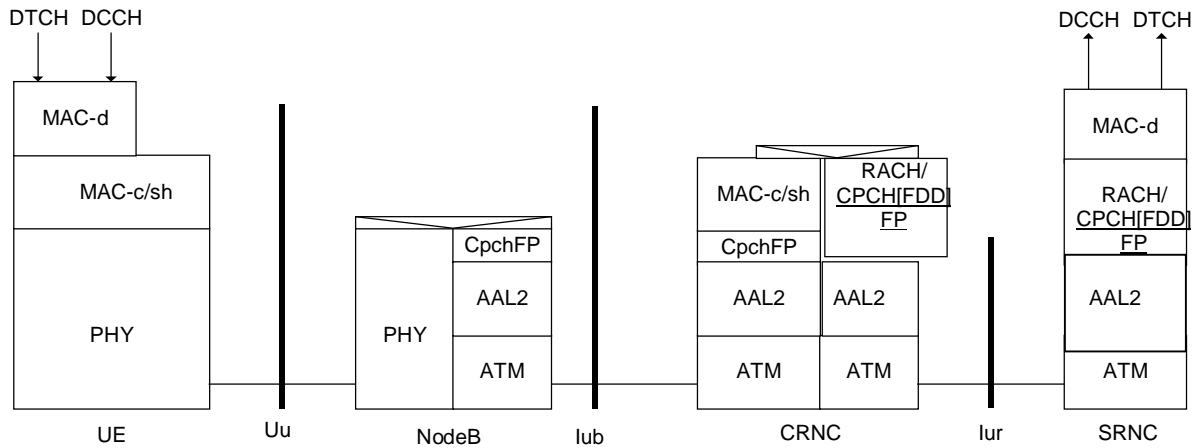 DTCH DCCH
DCCH DTCH
MAC-d
MAC-d
MAC-c/sh
MAC-c/sh
RACH/
CPCH[FDD]
FP
RACH/
CPCH[FDD]
FP
CpchFP
CpchFP
PHY
PHY
AAL2
AAL2
AAL2
AAL2
ATM
ATM
ATM
ATM
UE
Uu
NodeB
Iub
CRNC
Iur
SRNC